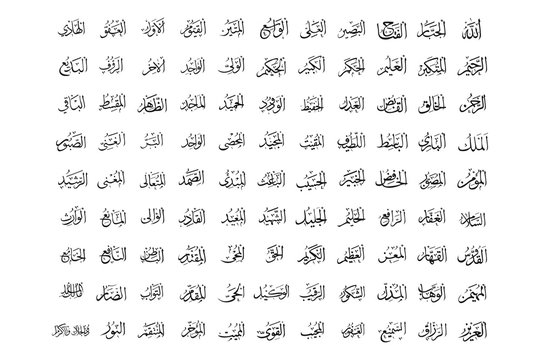 الله الجبار الفتاح البصير العلي الواسع المتين القيوم الأول العفو الهادي
الرحيم المتكبر العليم الحكم الكبير الحكيم الولي الواجد الآخر الرؤوف البديع
الرحمن الخالق القابض العدل الحفيظ الودود الحميد الماجد الظاهر المقسط الباقي
الملك البارئ الباسط اللطيف المقيت المجيد المحصي الواحد البر الغني الصبور
المؤمن المصور الخافض الخبير الحسيب الباعث المبدئ الصمد المتعالي المغني الرشيد
السلام الغفار الرافع الحليم الجليل الشهيد المعيد القادر الوالي المانع الوارث
القدوس القهار المعز العظيم الكريم الحق المحيي المقتدر الباطن النافع الجامع
المهيمن الوهاب المذل الشكور الرقيب الوكيل الحي المقدم التواب الضار مالك الملك
العزيز الرزاق السميع الغفور المجيب القوي المميت المؤخر المنتقم النور ذو الجلال والإكرام